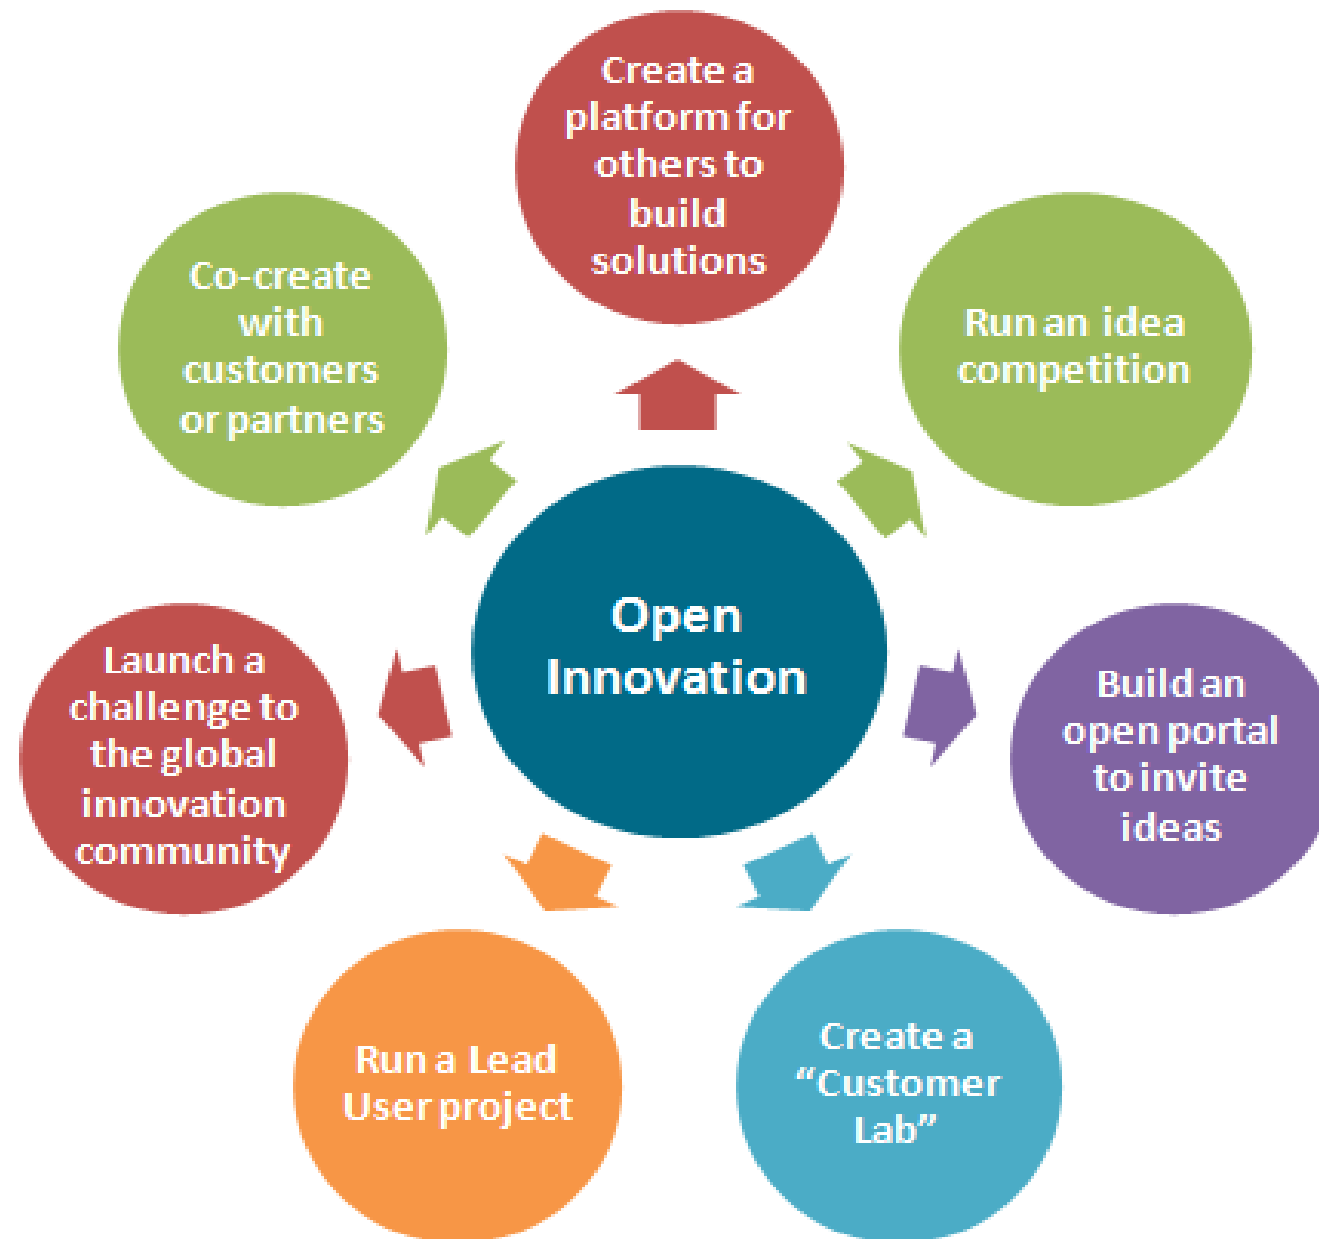 Create a
platform for
others to
build
solutions
Run an idea
competition
Build an
open portal
to invite
ideas
Create a
“Customer
Lab”
Run a Lead
User project
Launch a
challenge to
the global
innovation
community
Co-create
with
customers
or partners
Open
Innovation